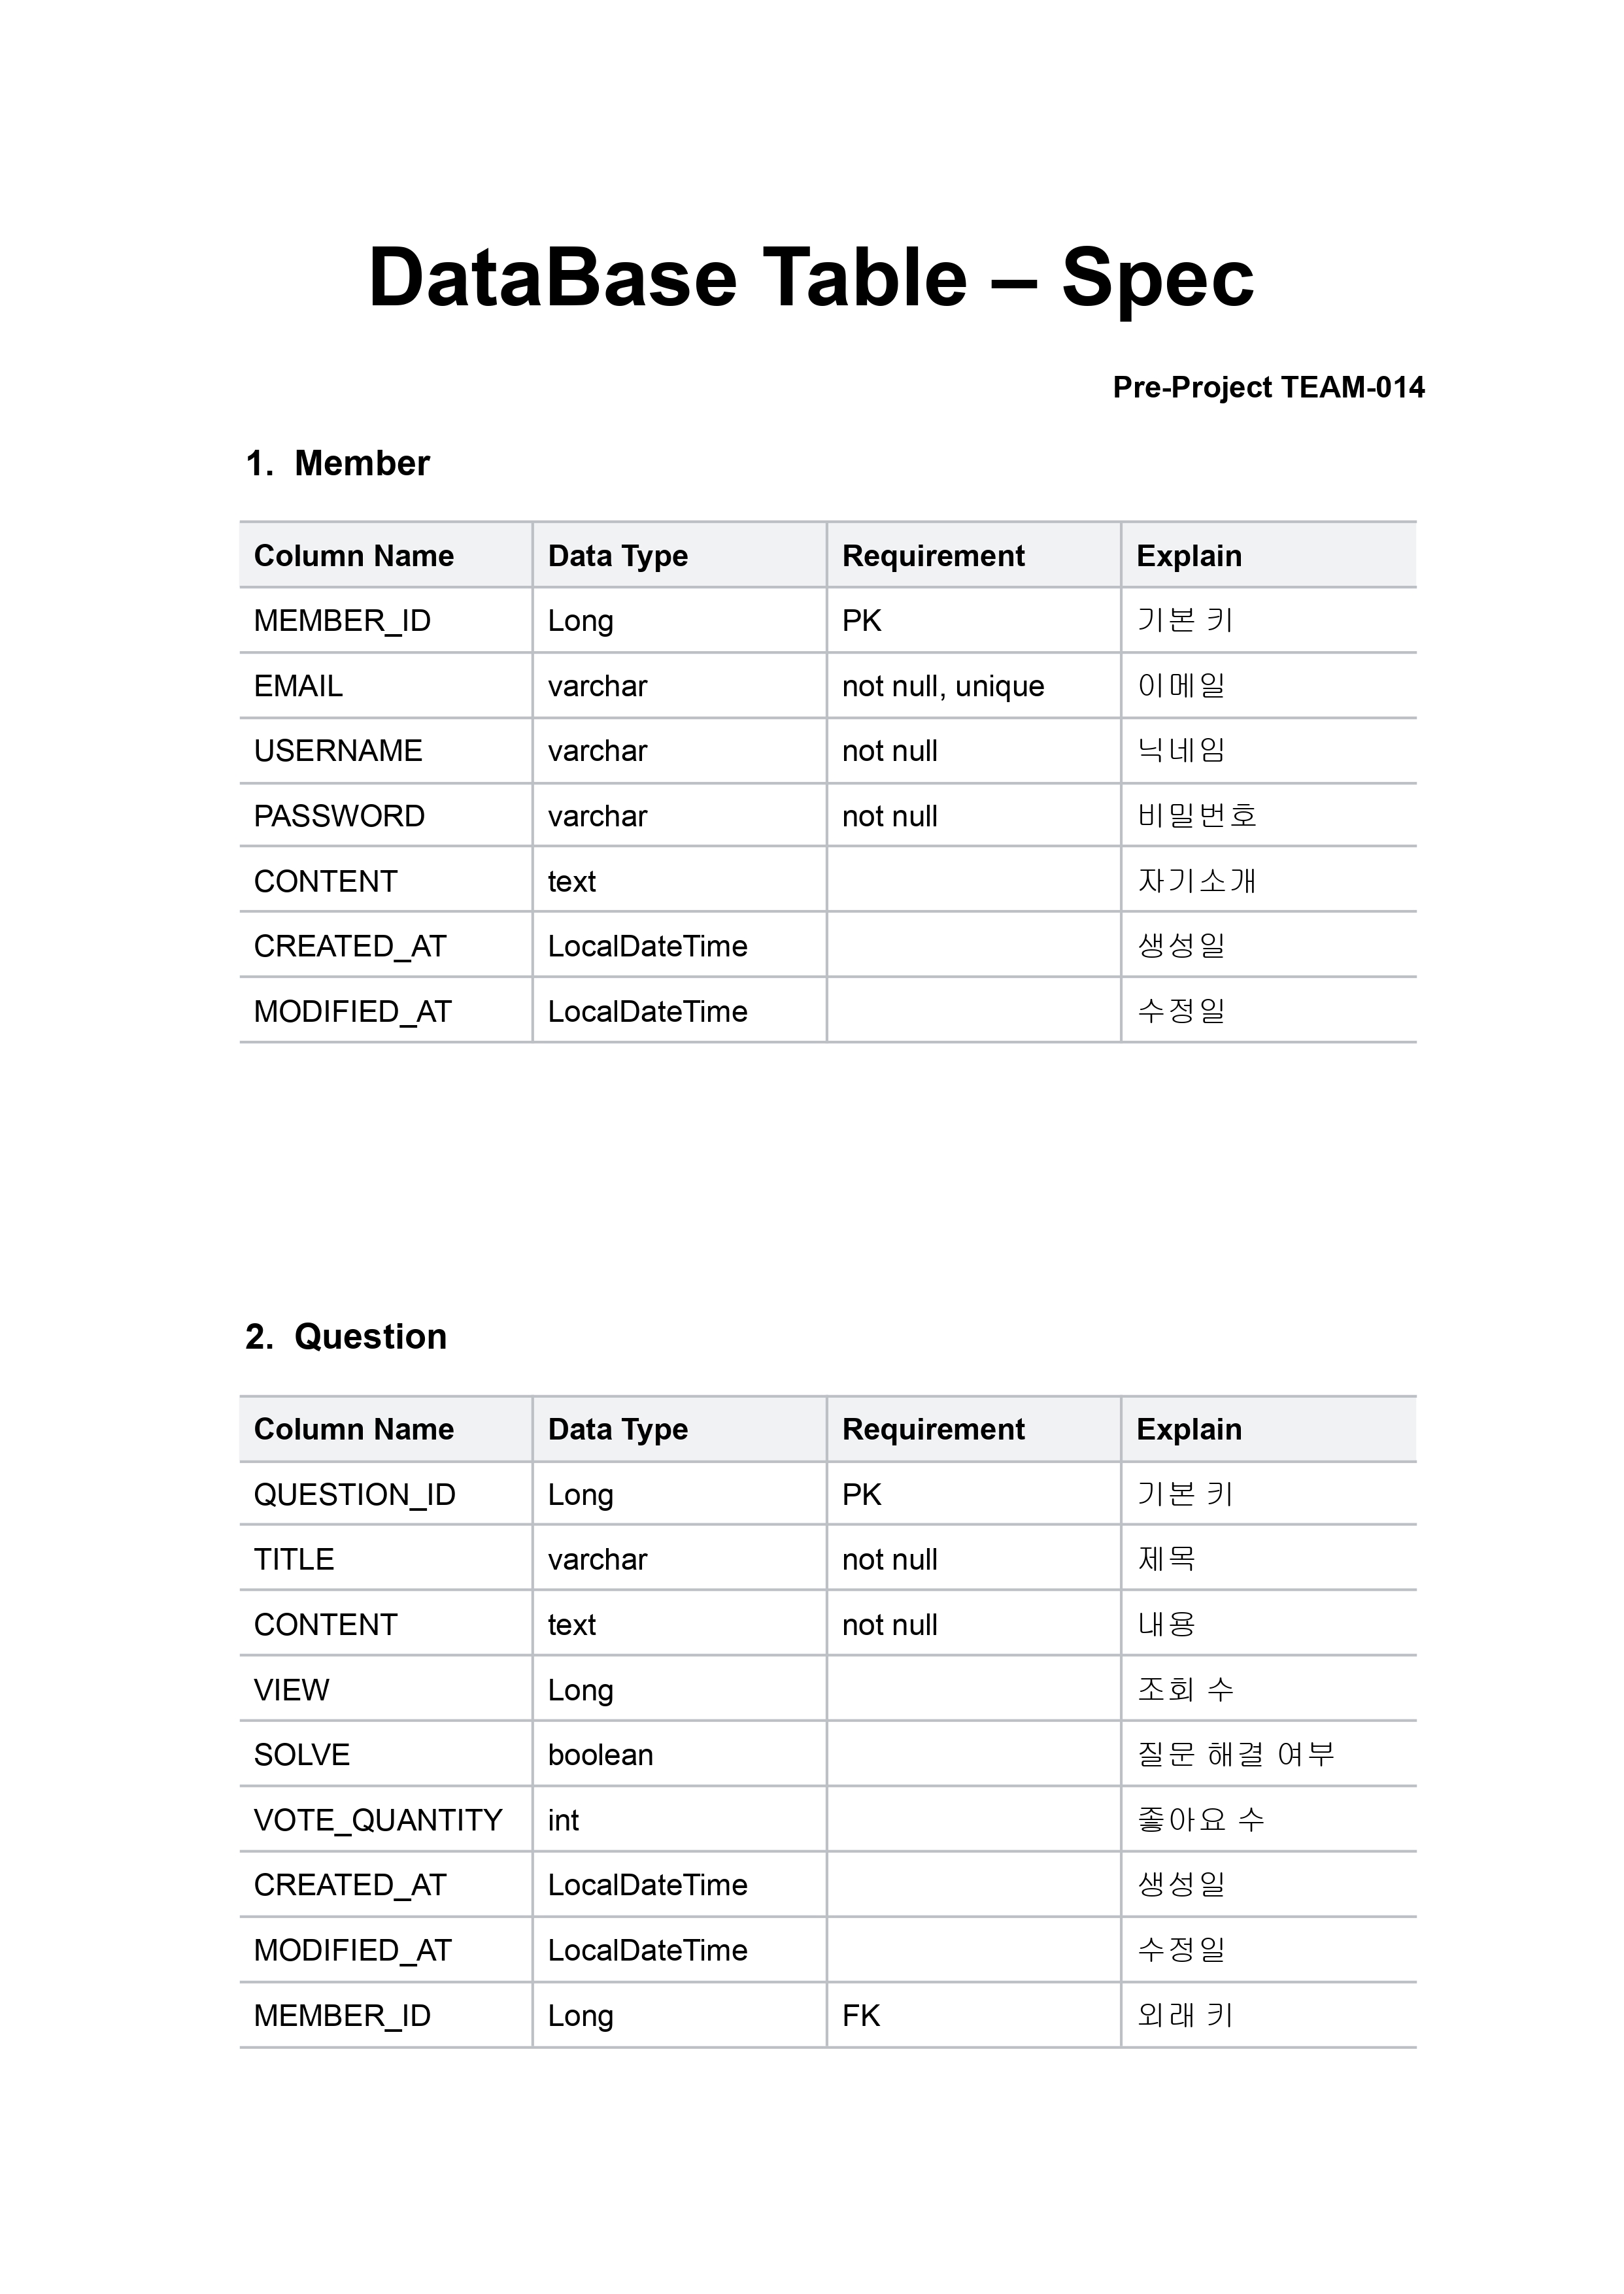 DataBase Table – Spec
Pre-Project TEAM-014
1. Member
Column Name Data Type Requirement Explain
MEMBER_ID Long PK 기본 키
EMAIL varchar not null, unique 이메일
USERNAME varchar not null 닉네임
PASSWORD varchar not null 비밀번호
CONTENT text 자기소개
CREATED_AT LocalDateTime 생성일
MODIFIED_AT LocalDateTime 수정일
2. Question
Column Name Data Type Requirement Explain
QUESTION_ID Long PK 기본 키
TITLE varchar not null 제목
CONTENT text not null 내용
VIEW Long 조회 수
SOLVE boolean 질문 해결 여부
VOTE_QUANTITY int 좋아요 수
CREATED_AT LocalDateTime 생성일
MODIFIED_AT LocalDateTime 수정일
MEMBER_ID Long FK 외래 키